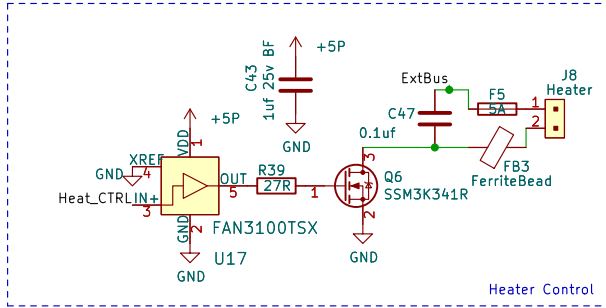 +5P
C43
1uf 25v BF
GND
ExtBus
C47
0.1uf
F5
5A
J8
Heater
1
2
FB3
FerriteBead
+5P
VDD
1
XREF
4
GND
Heat_CTRL
IN+
3
OUT
5
GND
2
GND
FAN3100TSX
U17
R39
27R
1
3
2
Q6
SSM3K341R
GND
Heater Control